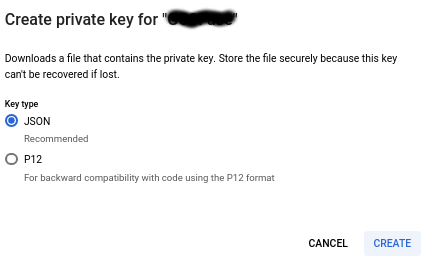 Create private key for " "
Downloads a file that contains the private key. Store the file securely because this key
can't be recovered if lost.
Key type
JSON
Recommended
P12
For backward compatibility with code using the P12 format
CANCEL CREATE